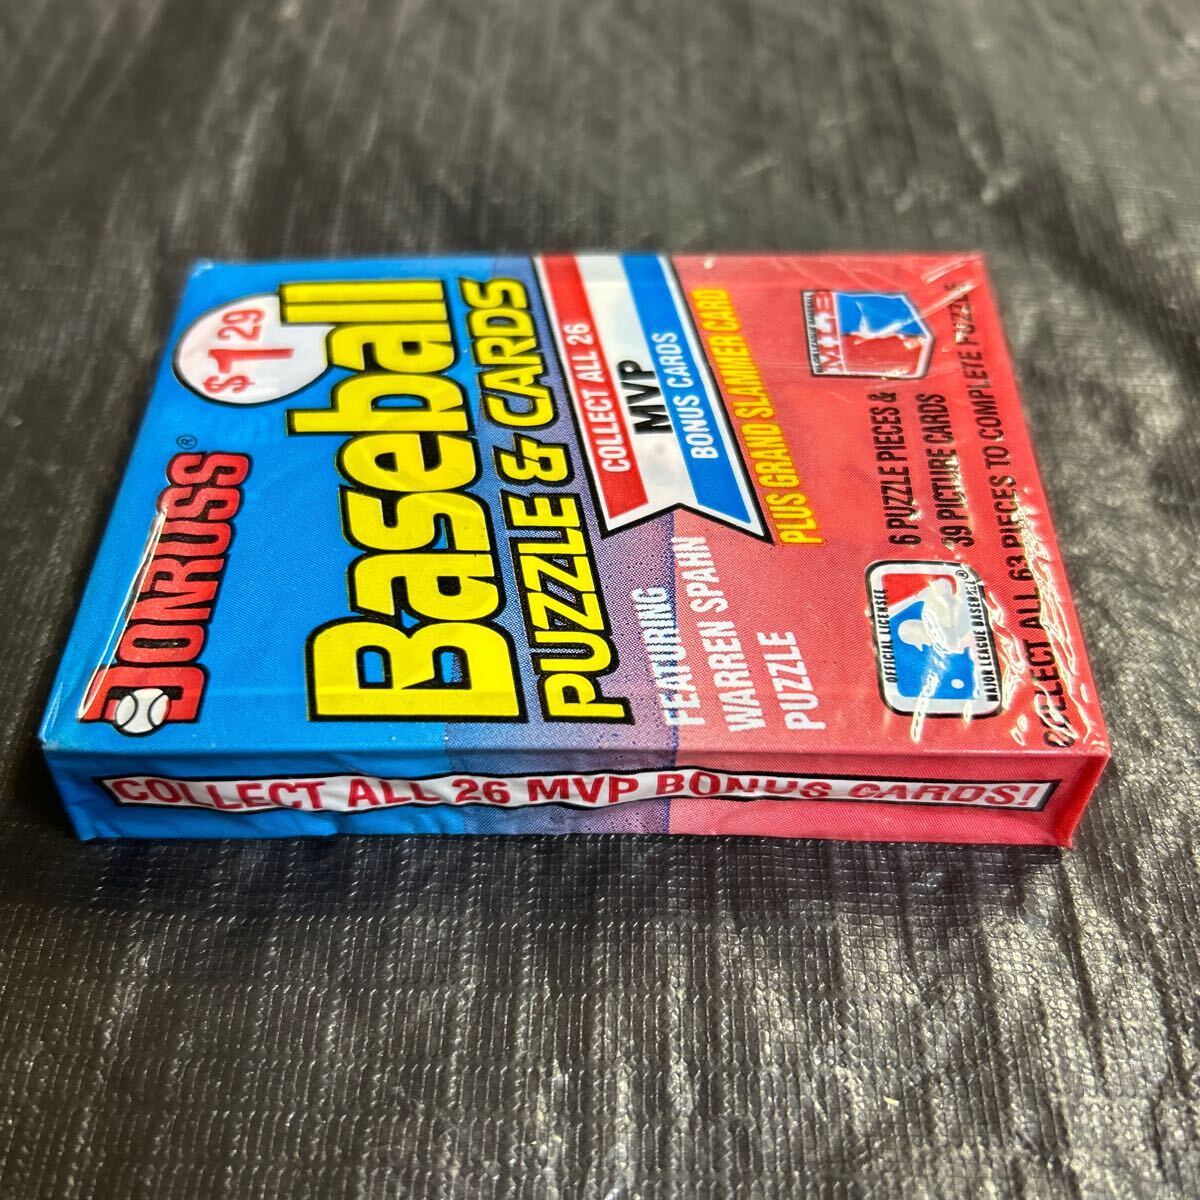 DONRUSS®
$1 29
Baseball
PUZZLE & CARDS
COLLECT ALL 26
MVP
BONUS CARDS
PLUS GRAND SLAMMER CARD
FEATURING
WARREN SPAHN
PUZZLE
6 PUZZLE PIECES &
39 PICTURE CARDS
COLLECT ALL 63 PIECES TO COMPLETE PUZZLE
OFFICIAL LICENSEE
MAJOR LEAGUE BASEBALL®
COLLECT ALL 26 MVP BONUS CARDS!